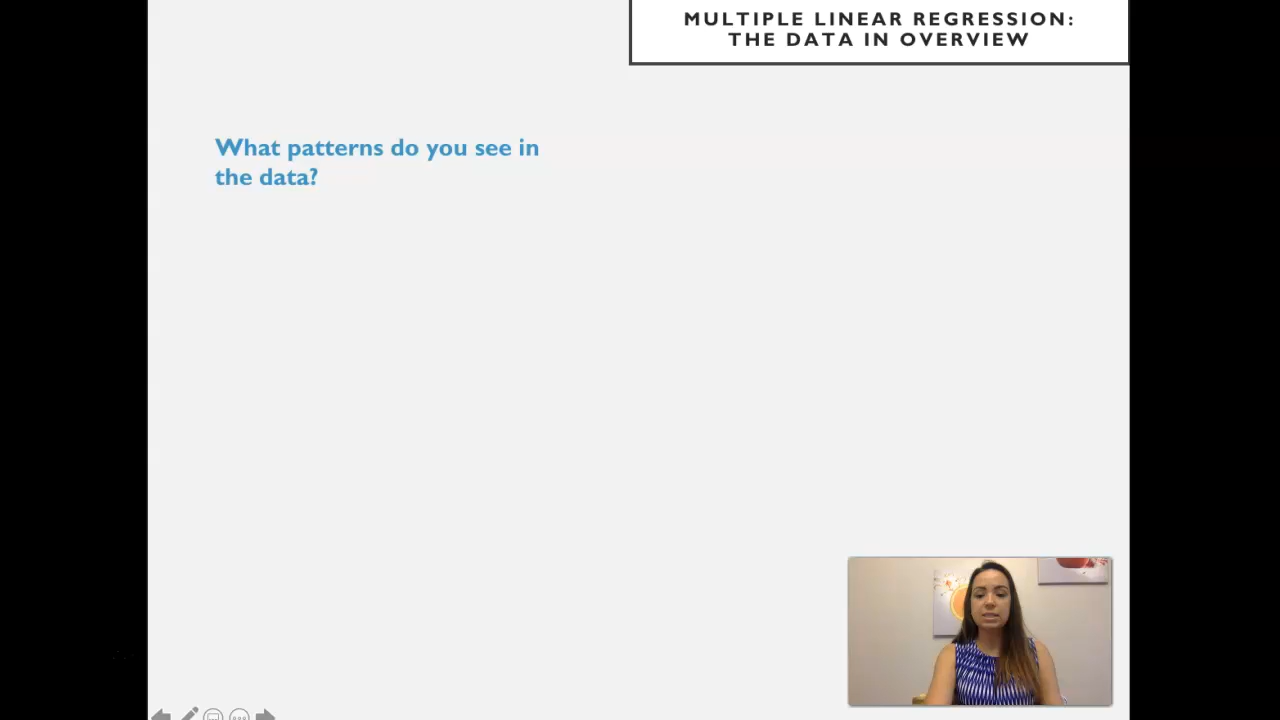 MULTIPLE LINEAR REGRESSION:
THE DATA IN OVERVIEW
What patterns do you see in
the data?